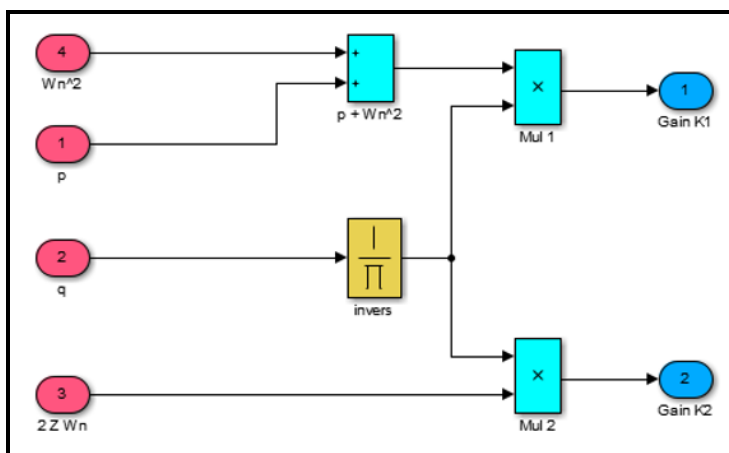 4
Wn^2
+
+
p + Wn^2
×
Mul 1
1
Gain K1
1
p
2
q
1
∏
invers
3
2 Z Wn
×
Mul 2
2
Gain K2